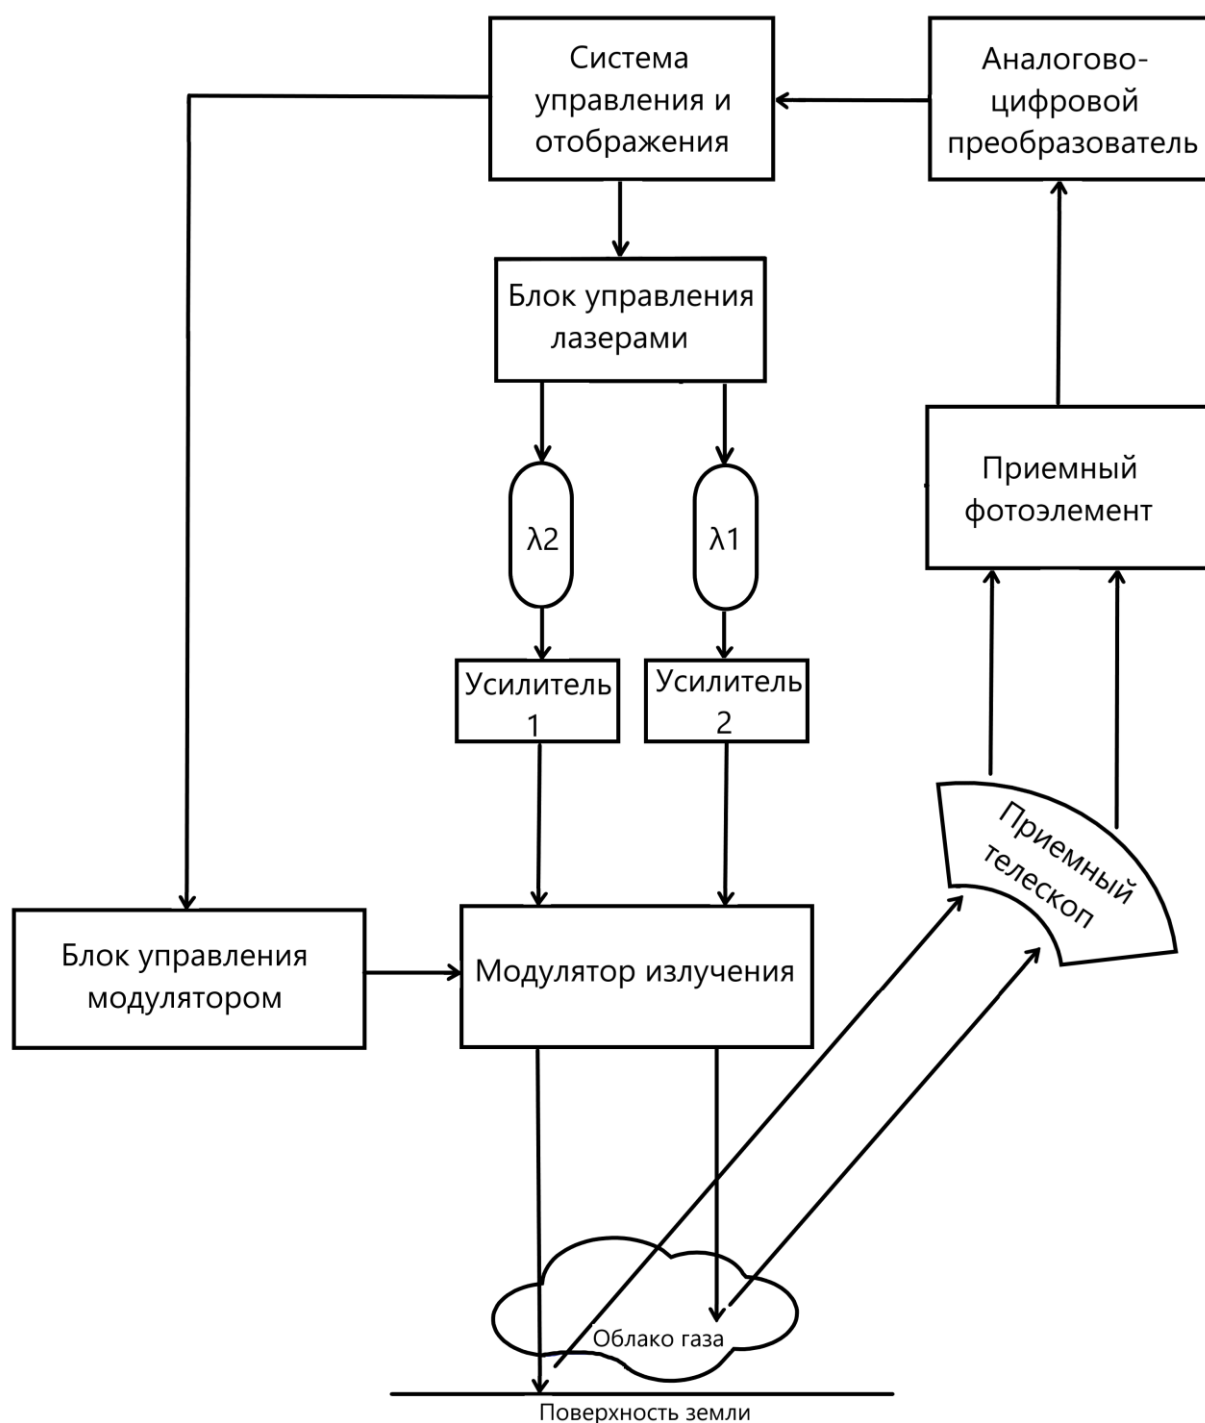 Система
управления и
отображения
Аналогово-
цифровой
преобразователь
Блок управления
лазерами
Приемный
фотоэлемент
λ2
λ1
Усилитель
1
Усилитель
2
Приемный
телескоп
Блок управления
модулятором
Модулятор излучения
Облако газа
Поверхность земли